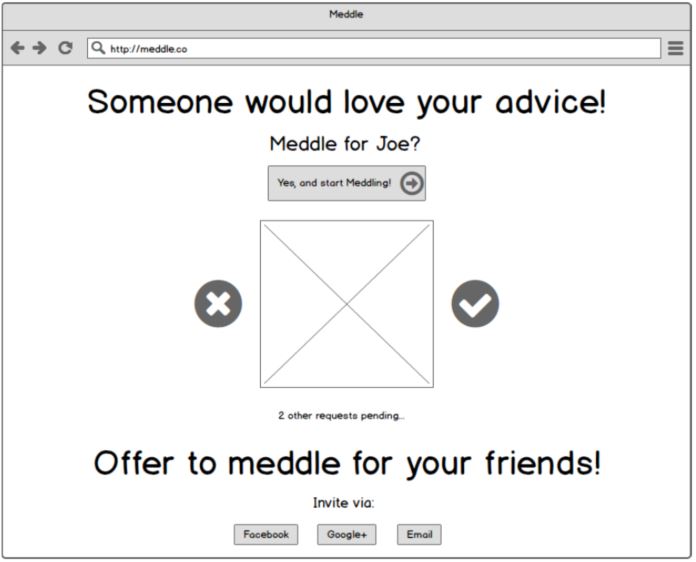 Meddle
http://meddle.co
Someone would love your advice!
Meddle for Joe?
Yes, and start Meddling!
2 other requests pending...
Offer to meddle for your friends!
Invite via:
Facebook Google+ Email